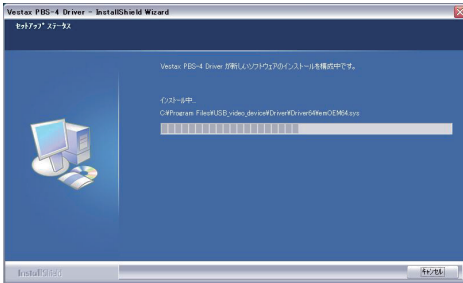 Vestax PBS-4 Driver - InstallShield Wizard
セットアップ ステータス
Vestax PBS-4 Driver が新しいソフトウェアのインストールを構成中です。
インストール中...
C:¥Program Files¥USB_video_device¥Driver¥Driver64¥emOEM64.sys
InstallShield
キャンセル